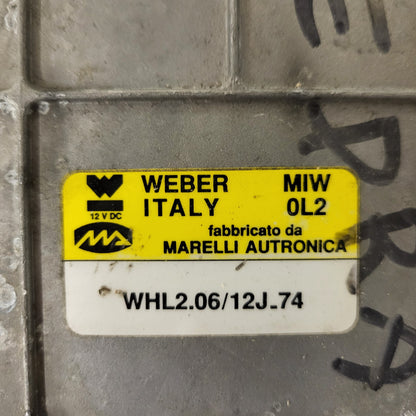 WEBER MIW
12 V DC
ITALY 0L2
fabbricato da
MARELLI AUTRONICA
WHL2.06/12J.74